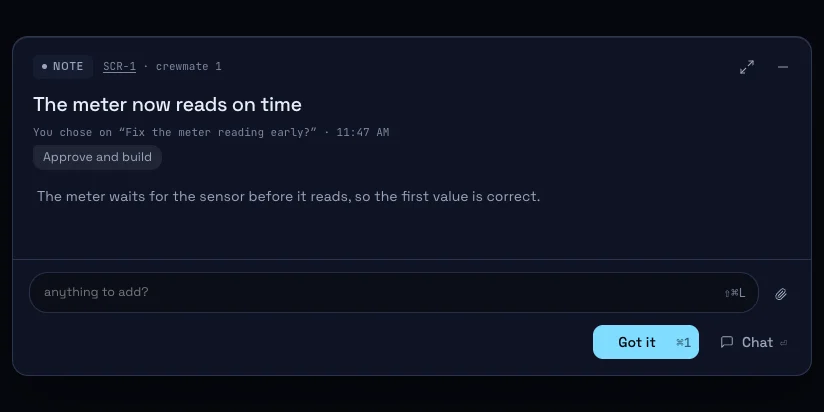 NOTE SCR-1 · crewmate 1
The meter now reads on time
You chose on “Fix the meter reading early?” · 11:47 AM
Approve and build
The meter waits for the sensor before it reads, so the first value is correct.
anything to add? ⇧⌘L
Got it ⌘1 Chat ⏎